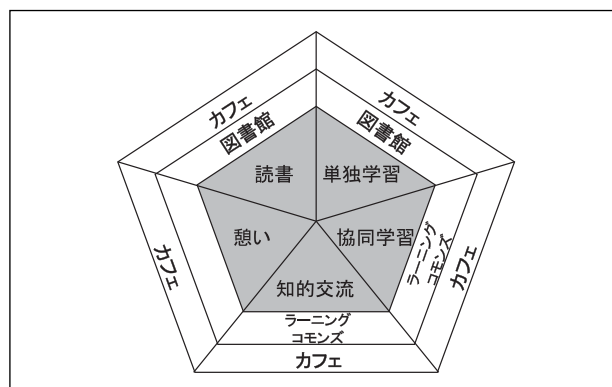 カフェ
カフェ
図書館
図書館
読書
単独学習
憩い
協同学習
知的交流
カフェ
ラーニング
コモンズ
カフェ
ラーニング
コモンズ
カフェ